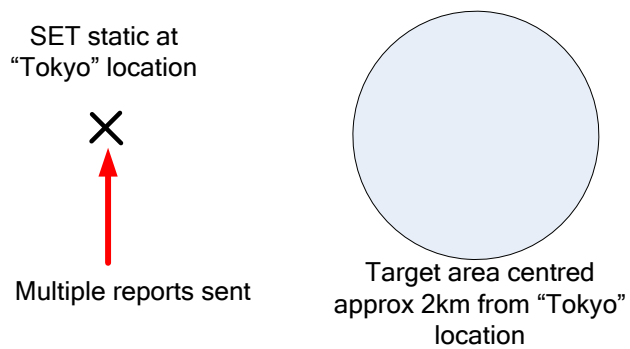 SET static at
“Tokyo” location
Multiple reports sent
Target area centred
approx 2km from “Tokyo”
location